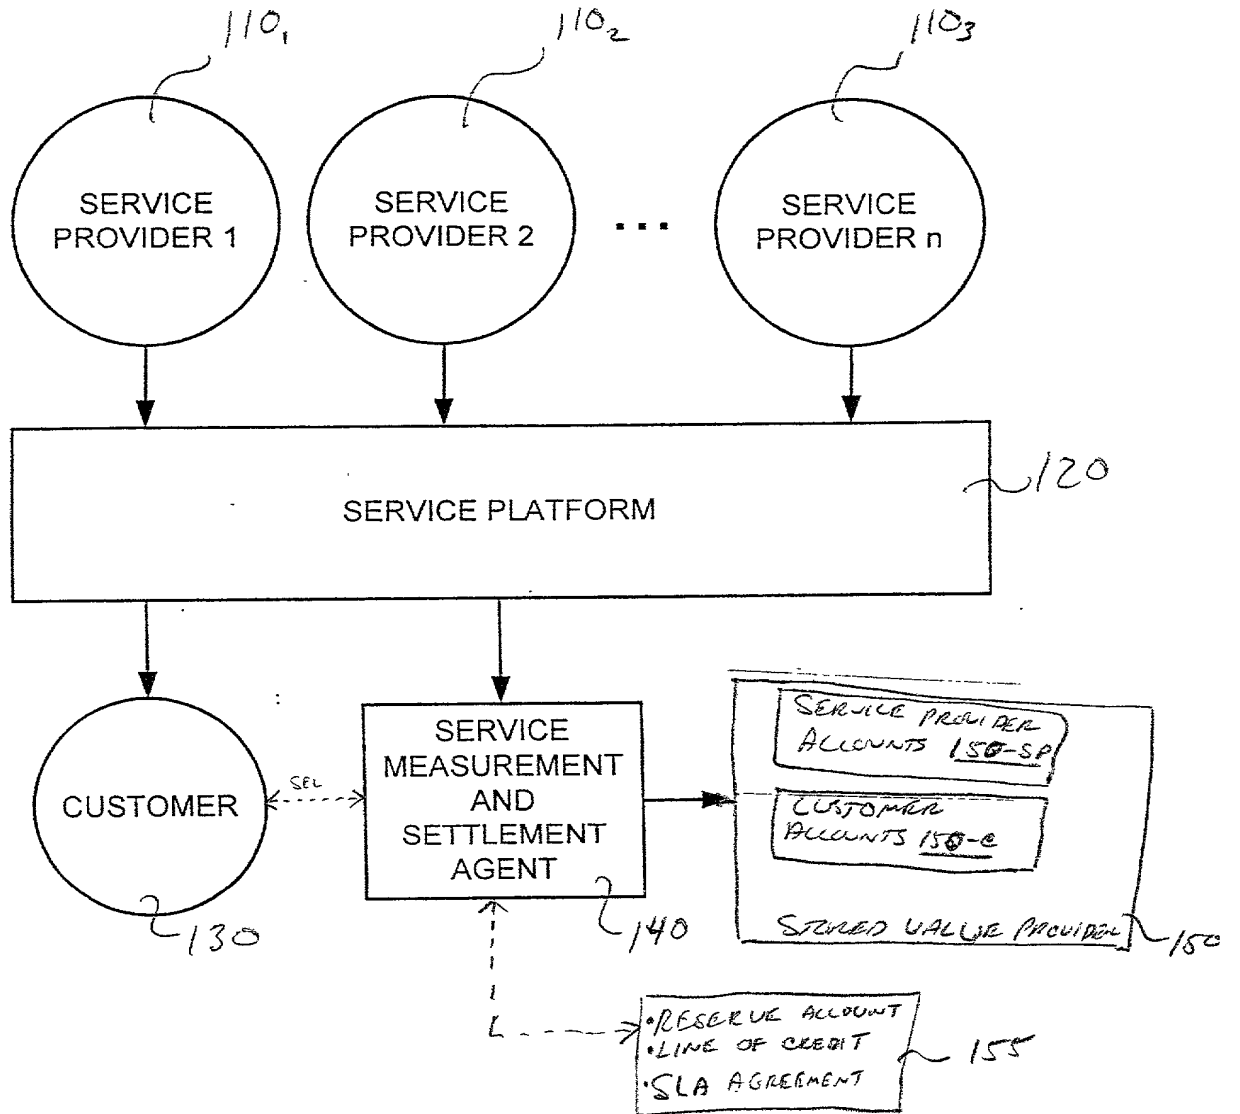 110₁
110₂
110₃
SERVICE
PROVIDER 1
SERVICE
PROVIDER 2
...
SERVICE
PROVIDER n
120
SERVICE PLATFORM
CUSTOMER
130
SEL
SERVICE
MEASUREMENT
AND
SETTLEMENT
AGENT
140
SERVICE PROVIDER
ACCOUNTS 150-SP
CUSTOMER
ACCOUNTS 150-C
STORED VALUE PROVIDER
150
•RESERVE ACCOUNT
•LINE OF CREDIT
•SLA AGREEMENT
155